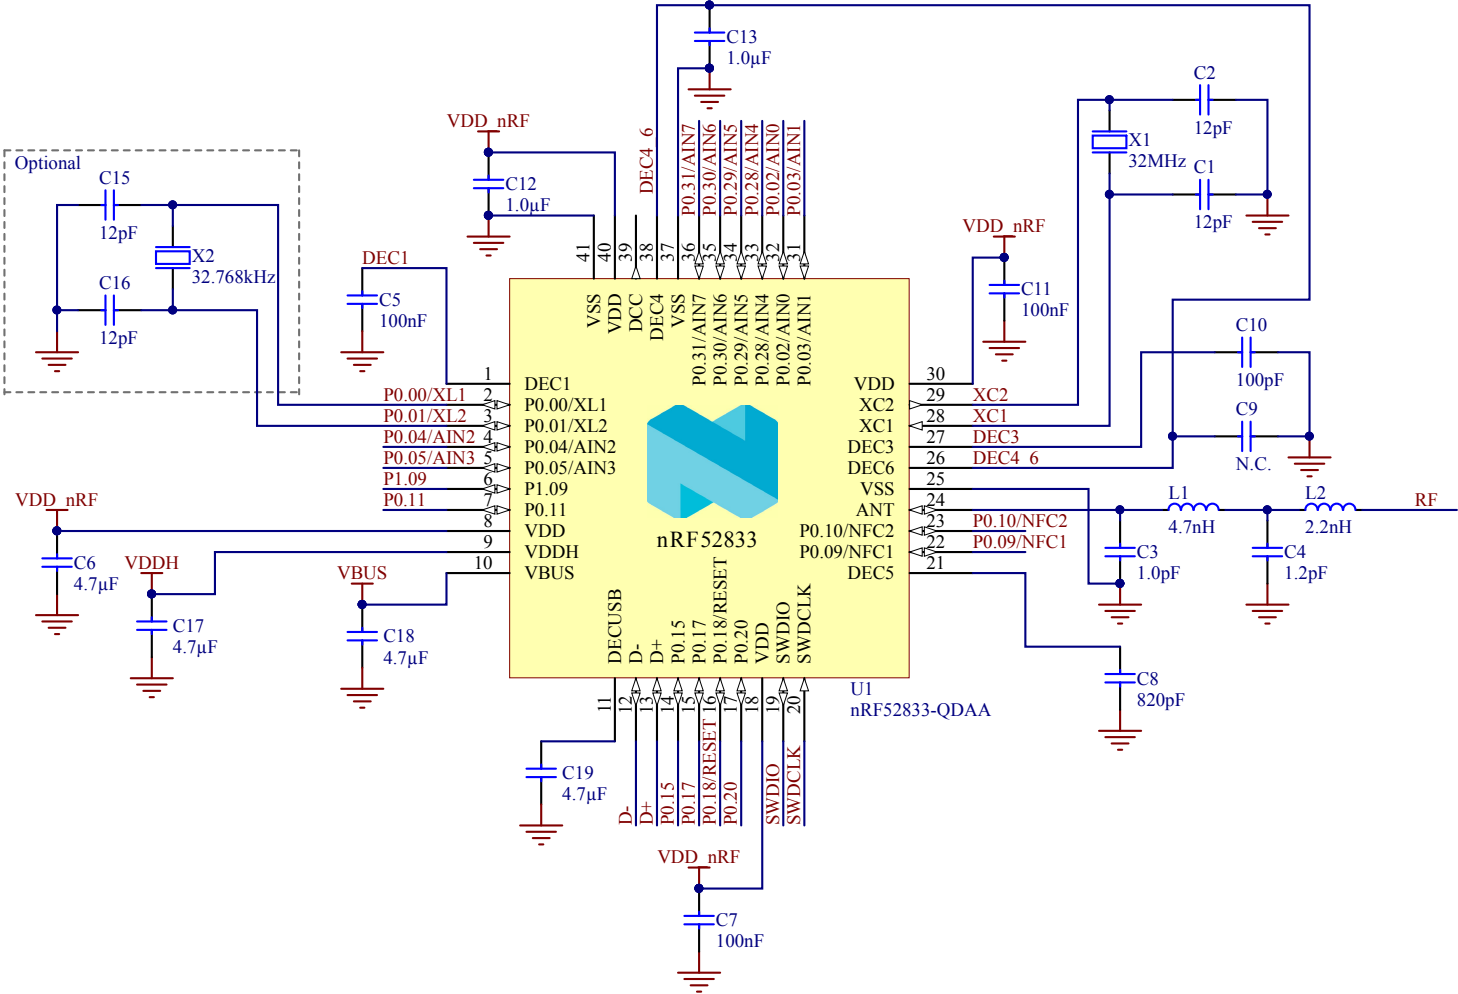 C13
1.0µF
C2
12pF
X1
32MHz
C1
12pF
VDD_nRF
C12
1.0µF
DEC4_6
P0.31/AIN7
P0.30/AIN6
P0.29/AIN5
P0.28/AIN4
P0.02/AIN0
P0.03/AIN1
Optional
C15
12pF
X2
32.768kHz
C16
12pF
DEC1
C5
100nF
VDD_nRF
C11
100nF
C10
100pF
C9
N.C.
41
40
39
38
37
36
35
34
33
32
31
VSS
VDD
DCC
DEC4
VSS
P0.31/AIN7
P0.30/AIN6
P0.29/AIN5
P0.28/AIN4
P0.02/AIN0
P0.03/AIN1
1 DEC1
P0.00/XL1 2 P0.00/XL1
P0.01/XL2 3 P0.01/XL2
P0.04/AIN2 4 P0.04/AIN2
P0.05/AIN3 5 P0.05/AIN3
P1.09 6 P1.09
P0.11 7 P0.11
8 VDD
9 VDDH
10 VBUS
VDD 30
XC2 29 XC2
XC1 28 XC1
DEC3 27 DEC3
DEC6 26 DEC4_6
VSS 25
ANT 24
P0.10/NFC2 23 P0.10/NFC2
P0.09/NFC1 22 P0.09/NFC1
DEC5 21
nRF52833
VDD_nRF
C6
4.7µF
VDDH
C17
4.7µF
VBUS
C18
4.7µF
L1
4.7nH
L2
2.2nH
RF
C3
1.0pF
C4
1.2pF
C8
820pF
DECUSB
D-
D+
P0.15
P0.17
P0.18/RESET
P0.20
VDD
SWDIO
SWDCLK
U1
nRF52833-QDAA
11
12
13
14
15
16
17
18
19
20
D-
D+
P0.15
P0.17
P0.18/RESET
P0.20
SWDIO
SWDCLK
C19
4.7µF
VDD_nRF
C7
100nF